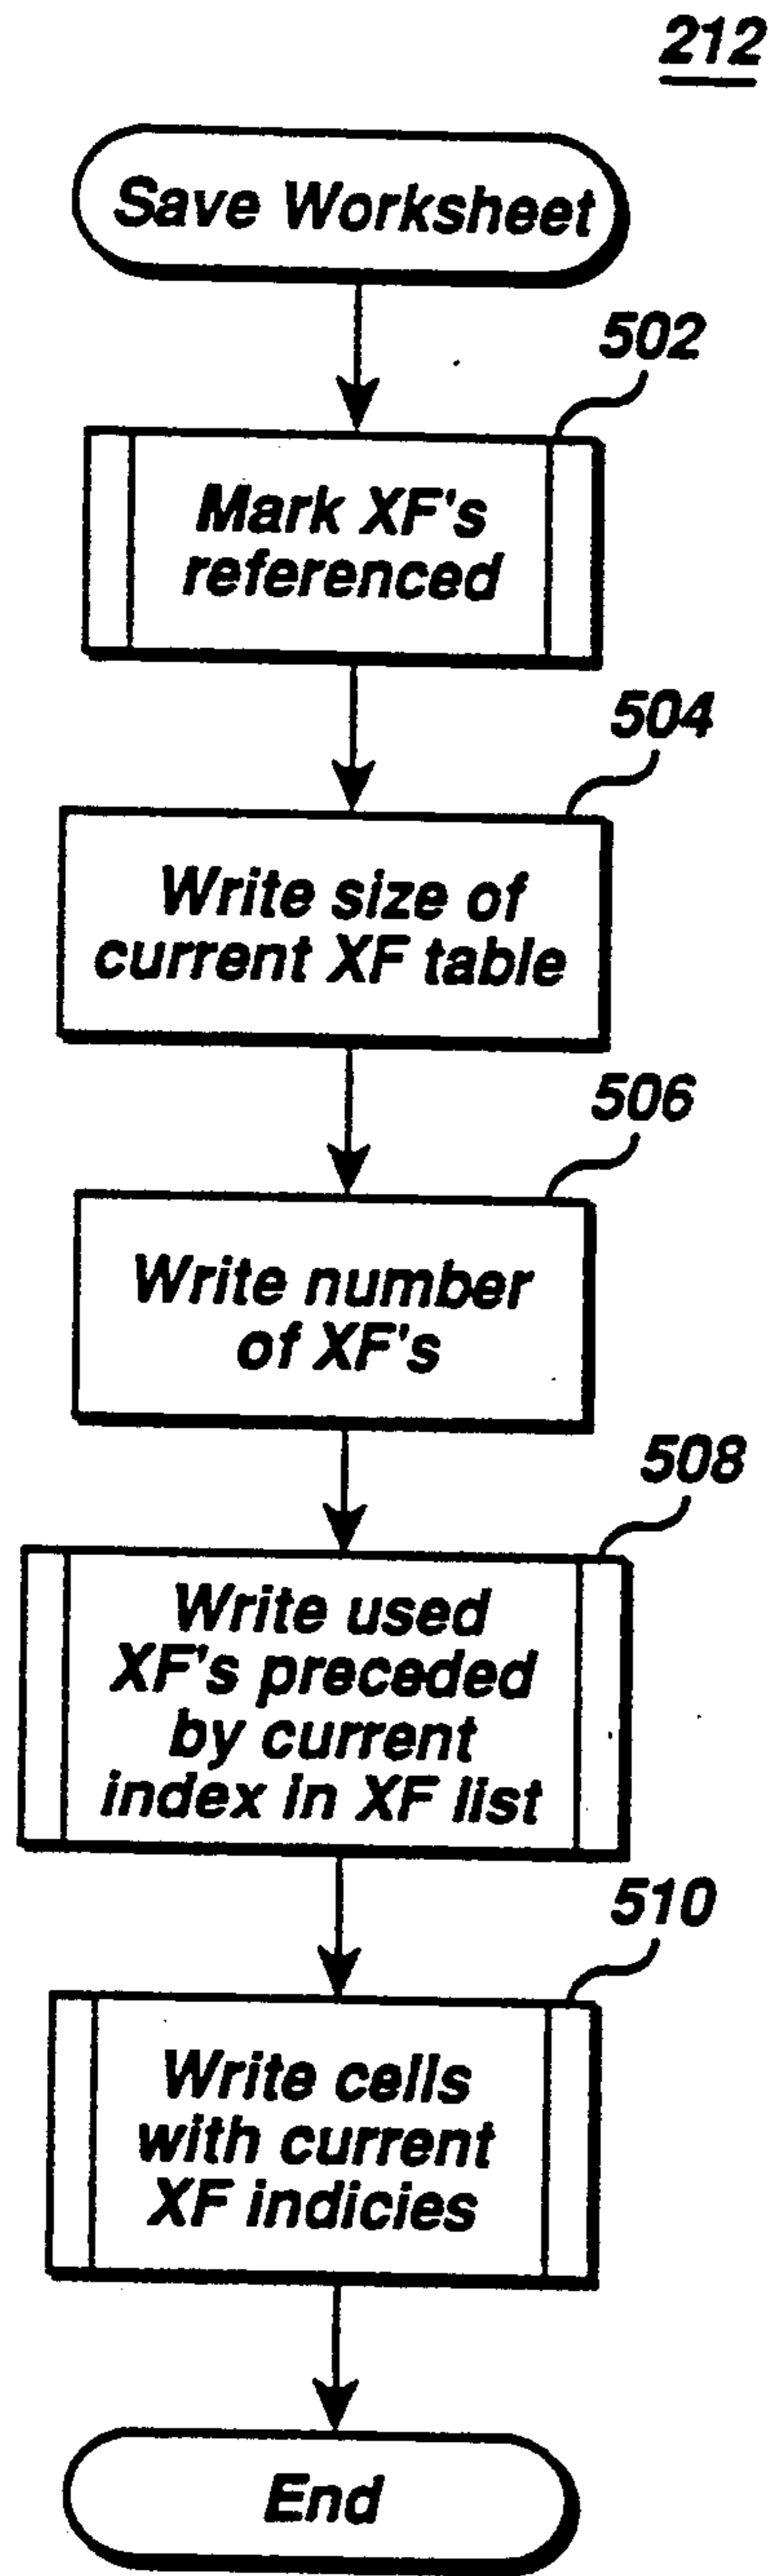 212
Save Worksheet
502
Mark XF's
referenced
504
Write size of
current XF table
506
Write number
of XF's
508
Write used
XF's preceded
by current
index in XF list
510
Write cells
with current
XF indicies
End